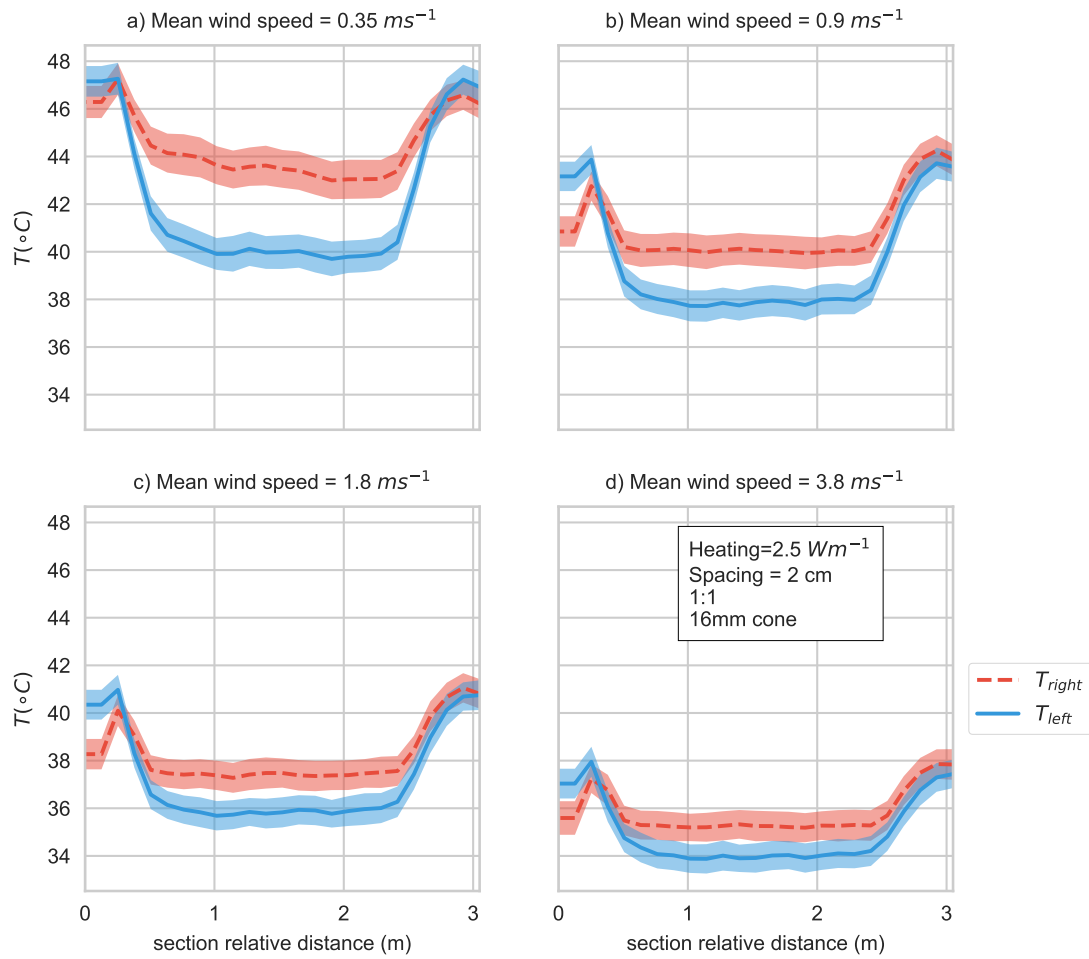 a) Mean wind speed = 0.35 ms⁻¹
b) Mean wind speed = 0.9 ms⁻¹
48
46
44
42
40
38
36
34
T(∘C)
c) Mean wind speed = 1.8 ms⁻¹
d) Mean wind speed = 3.8 ms⁻¹
48
46
44
42
40
38
36
34
T(∘C)
Heating=2.5 Wm⁻¹
Spacing = 2 cm
1:1
16mm cone
T_right
T_left
0 1 2 3
0 1 2 3
section relative distance (m)
section relative distance (m)